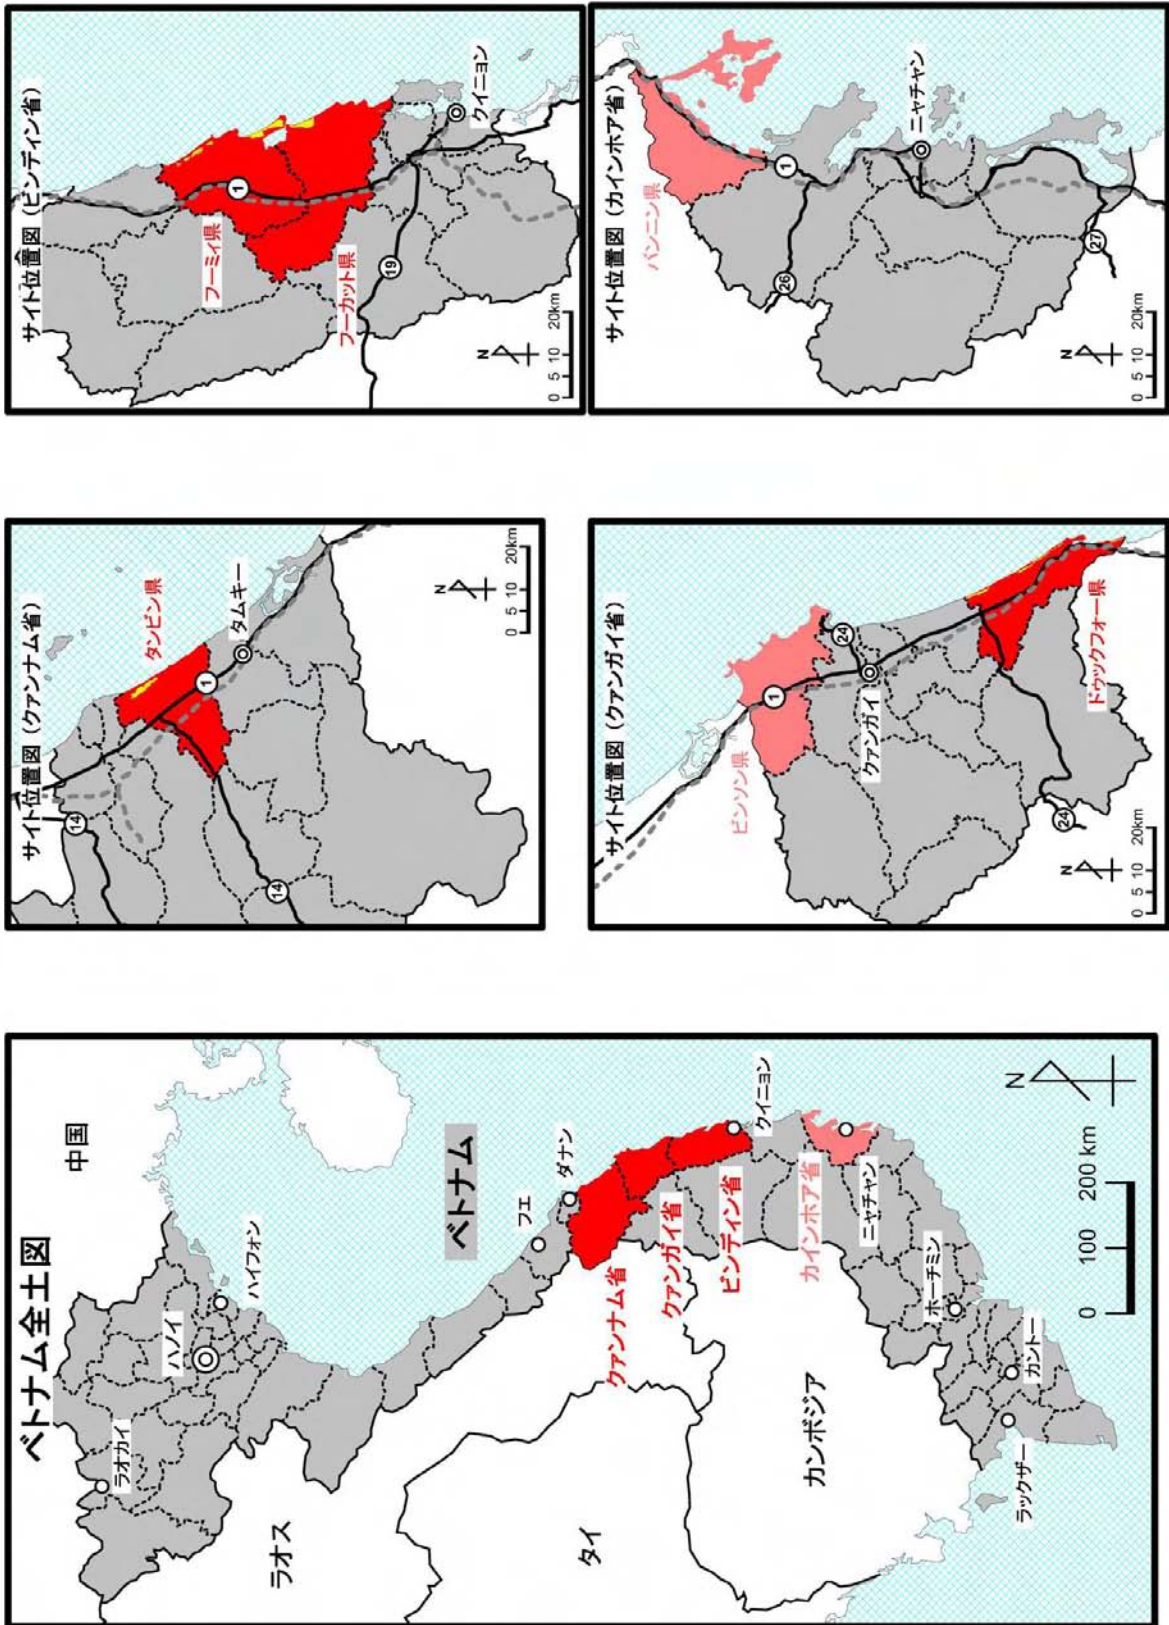 ベトナム全土図
中国
ラオカイ
ハノイ
ハイフォン
ラオス
ベトナム
フエ
ダナン
タイ
クァンナム省
クァンガイ省
ビンディン省
クイニョン
カンボジア
カインホア省
ニャチャン
ホーチミン
カントー
ラックザー
N
0 100 200 km
サイト位置図 (クァンナム省)
14
タンビン県
1
タムキー
14
N
0 5 10 20km
サイト位置図 (ビンディン省)
フーミィ県
1
フーカット県
19
クイニョン
N
0 5 10 20km
サイト位置図 (クァンガイ省)
ビンソン県
1
24
クァンガイ
ドゥックフォー県
24
N
0 5 10 20km
サイト位置図 (カインホア省)
バンニン県
1
26
ニャチャン
27
N
0 5 10 20km